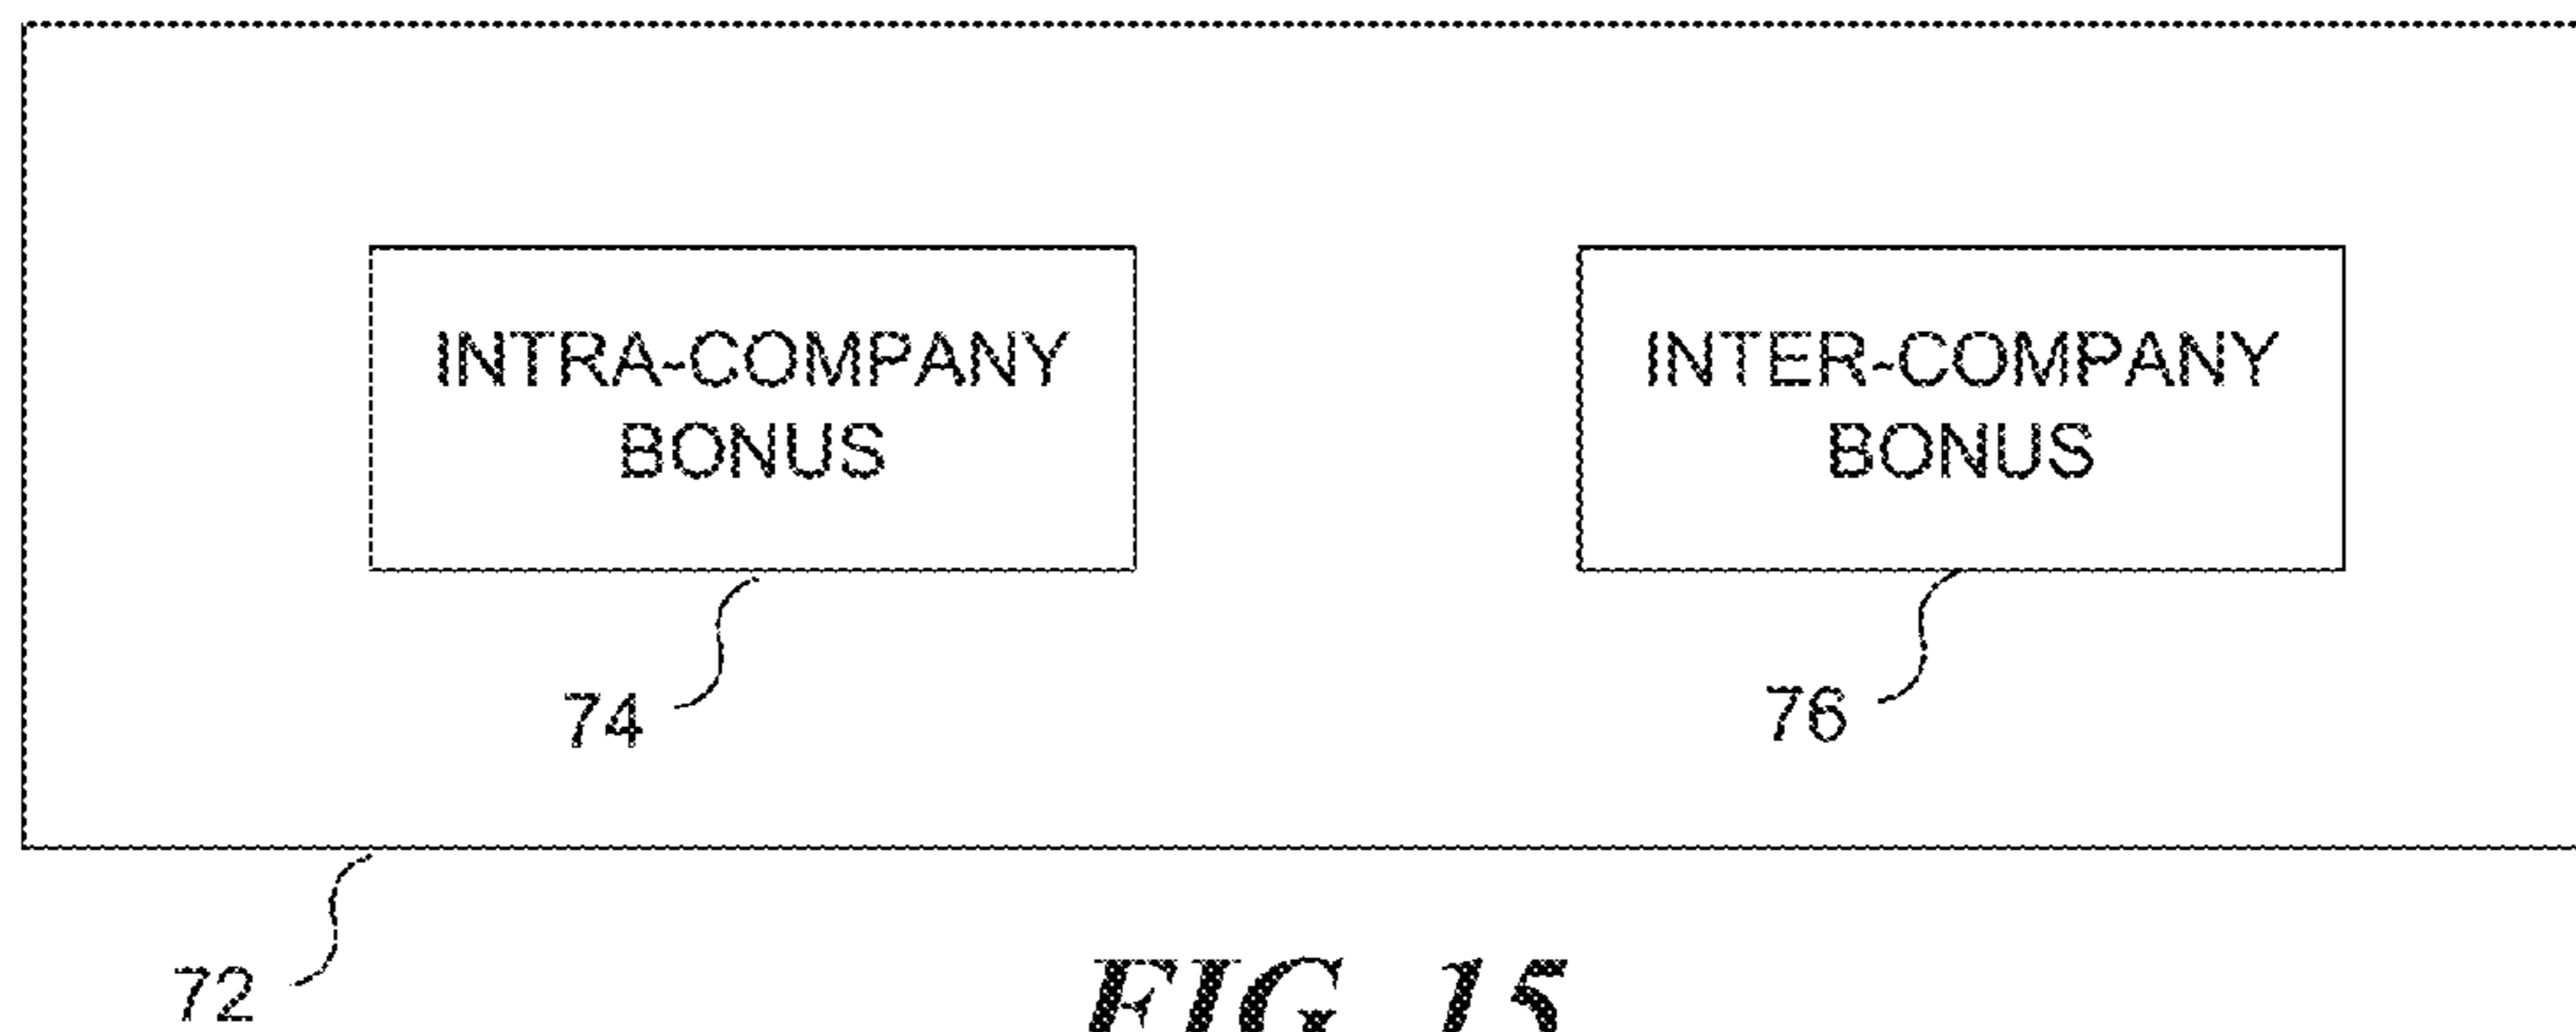 INTRA-COMPANY
BONUS
INTER-COMPANY
BONUS
74
76
72
FIG. 15